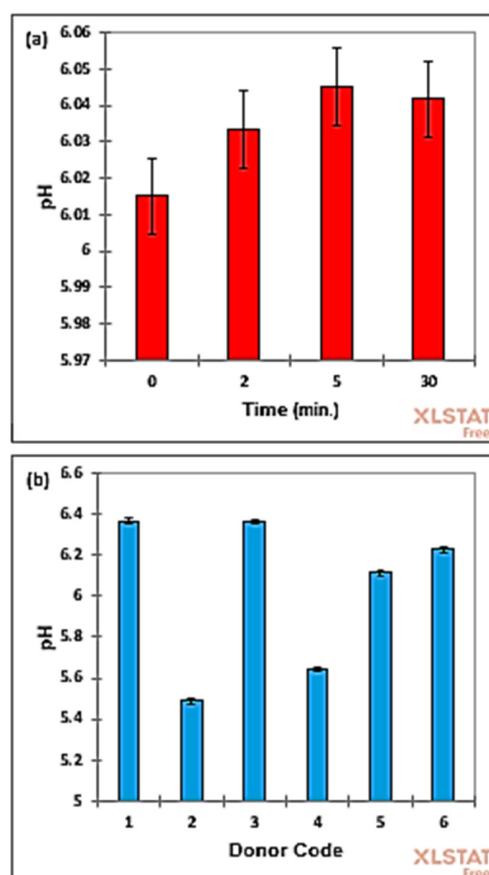 (a)
6.06
6.05
6.04
6.03
6.02
6.01
6
5.99
5.98
5.97
pH
0 2 5 30
Time (min.)
XLSTAT
Free
(b)
6.6
6.4
6.2
6
5.8
5.6
5.4
5.2
5
pH
1 2 3 4 5 6
Donor Code
XLSTAT
Free